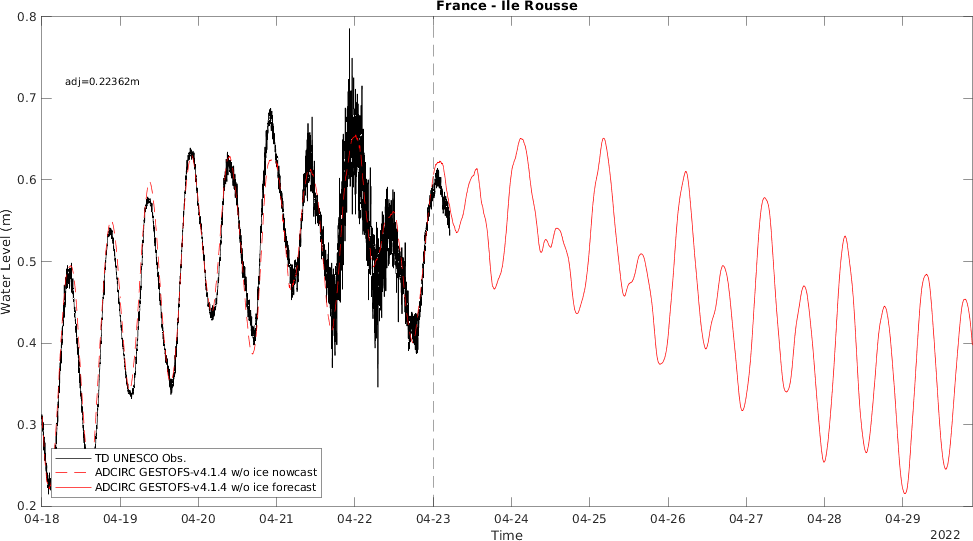 France - Ile Rousse
adj=0.22362m
Water Level (m)
0.8
0.7
0.6
0.5
0.4
0.3
0.2
TD UNESCO Obs.
ADCIRC GESTOFS-v4.1.4 w/o ice nowcast
ADCIRC GESTOFS-v4.1.4 w/o ice forecast
04-18 04-19 04-20 04-21 04-22 04-23 04-24 04-25 04-26 04-27 04-28 04-29
Time
2022